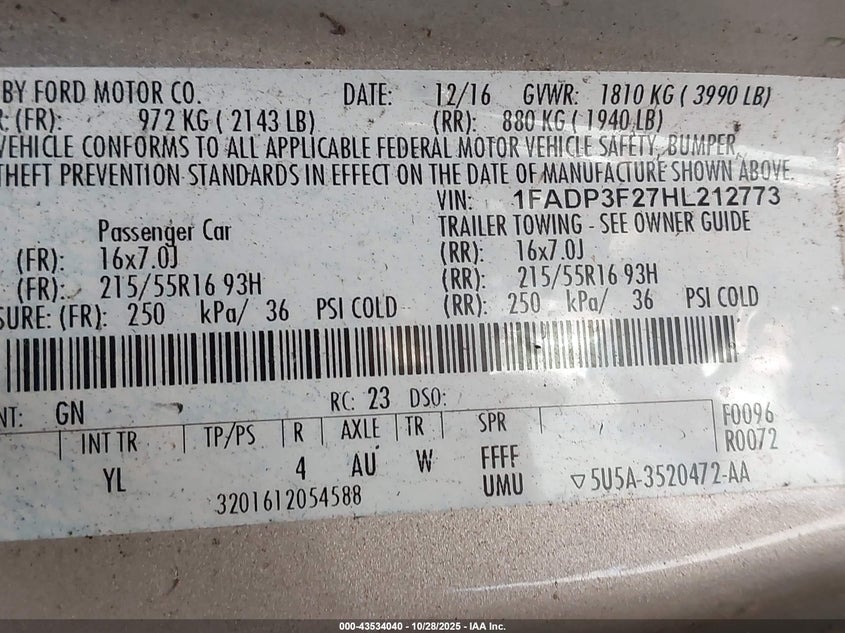 BY FORD MOTOR CO. DATE: 12/16 GVWR: 1810 KG ( 3990 LB)
(FR): 972 KG ( 2143 LB) (RR): 880 KG ( 1940 LB)
VEHICLE CONFORMS TO ALL APPLICABLE FEDERAL MOTOR VEHICLE SAFETY, BUMPER,
THEFT PREVENTION STANDARDS IN EFFECT ON THE DATE OF MANUFACTURE SHOWN ABOVE.
VIN: 1FADP3F27HL212773
Passenger Car TRAILER TOWING - SEE OWNER GUIDE
(FR): 16x7.0J (RR): 16x7.0J
(FR): 215/55R16 93H (RR): 215/55R16 93H
SURE: (FR): 250 kPa/ 36 PSI COLD (RR): 250 kPa/ 36 PSI COLD
NT: GN RC: 23 DSO:
INT TR TP/PS R AXLE TR SPR F0096
R0072
YL 4 AU W FFFF
UMU
3201612054588 ▽5U5A-3520472-AA
000-43534040 | 10/28/2025 - IAA Inc.